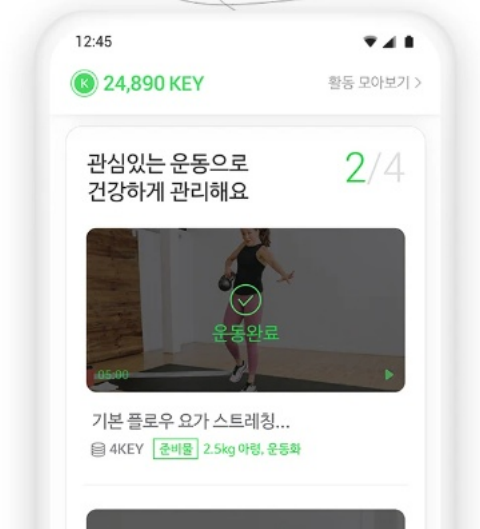 12:45
K 24,890 KEY
활동 모아보기 >
관심있는 운동으로
건강하게 관리해요
2/4
운동완료
05:00
기본 플로우 요가 스트레칭...
4KEY 준비물 2.5kg 아령, 운동화